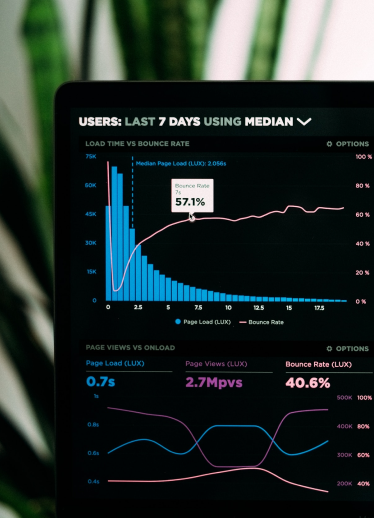 USERS: LAST 7 DAYS USING MEDIAN
LOAD TIME VS BOUNCE RATE
OPTIONS
75K
100 %
Median Page Load (LUX): 2.056s
60K
80 %
Bounce Rate
7s
57.1%
45K
60 %
30K
40 %
15K
20 %
0
0 %
0 2.5 5 7.5 10 12.5 15 17.5
Page Load (LUX) Bounce Rate
PAGE VIEWS VS ONLOAD
OPTIONS
Page Load (LUX) Page Views (LUX) Bounce Rate (LUX)
0.7s 2.7Mpvs 40.6%
1s 500K 100%
0.8s 400K 80%
0.6s 300K 60%
0.4s 200K 40%